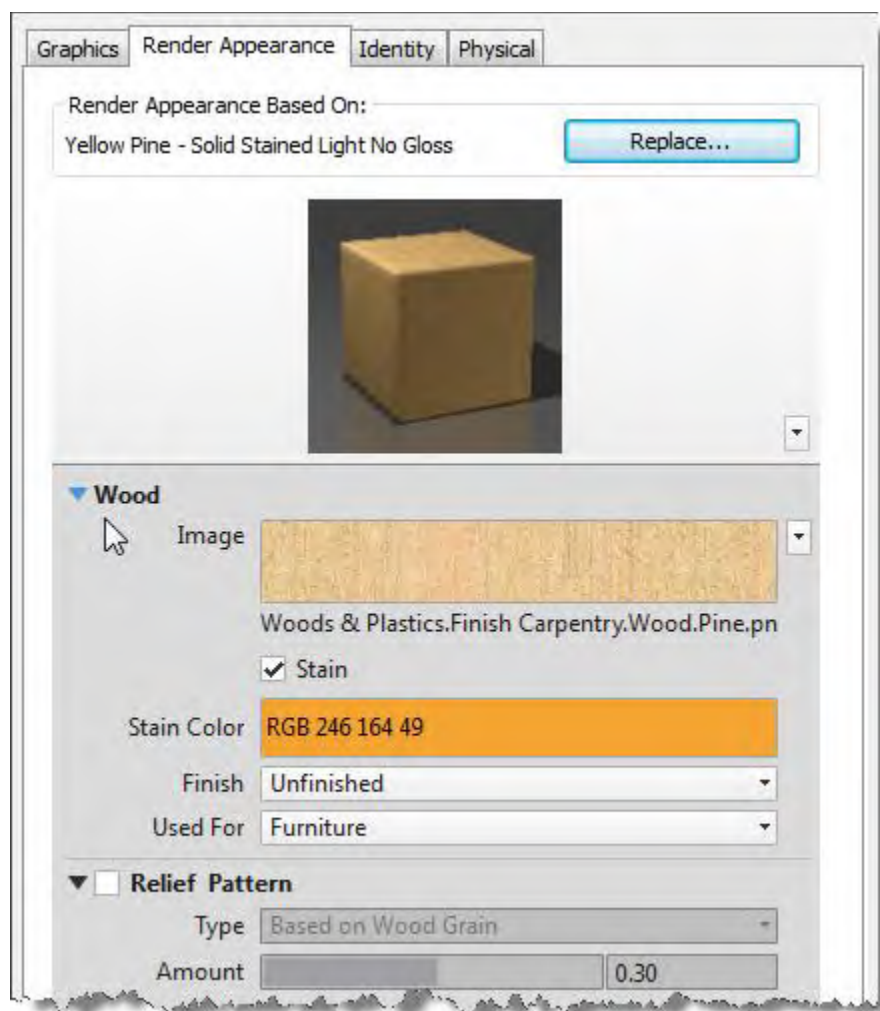 Graphics Render Appearance Identity Physical
Render Appearance Based On:
Yellow Pine - Solid Stained Light No Gloss Replace...
Wood
Image
Woods & Plastics.Finish Carpentry.Wood.Pine.pn
Stain
Stain Color RGB 246 164 49
Finish Unfinished
Used For Furniture
Relief Pattern
Type Based on Wood Grain
Amount 0.30